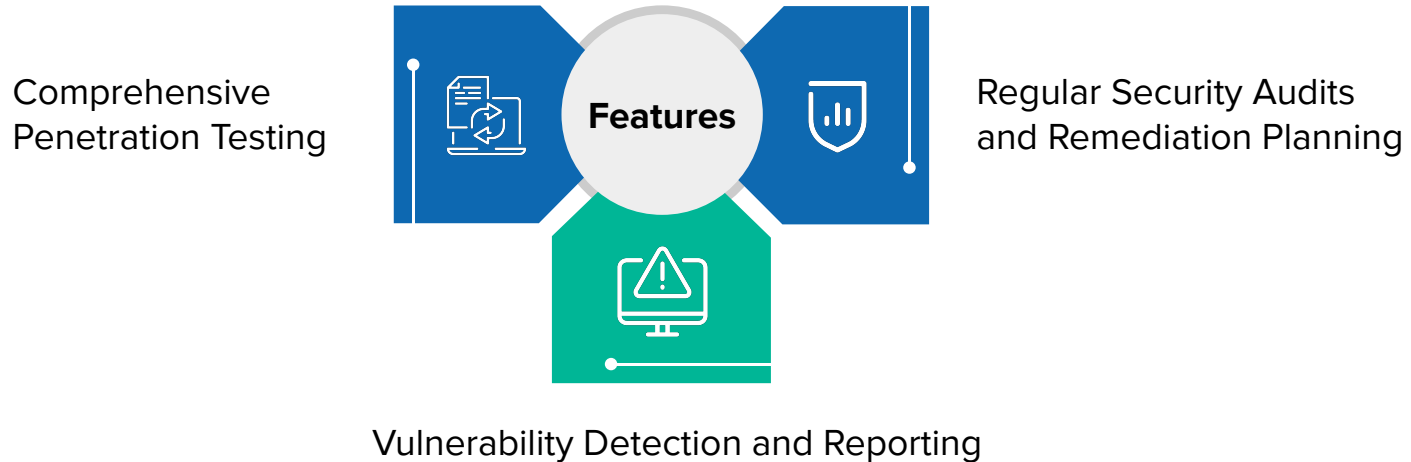 Comprehensive
Penetration Testing
Features
Regular Security Audits
and Remediation Planning
Vulnerability Detection and Reporting